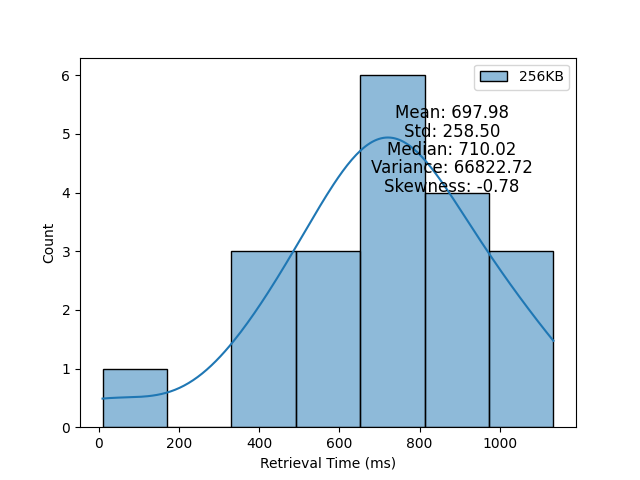 256KB
Mean: 697.98
Std: 258.50
Median: 710.02
Variance: 66822.72
Skewness: -0.78
Count
6
5
4
3
2
1
0
0 200 400 600 800 1000
Retrieval Time (ms)